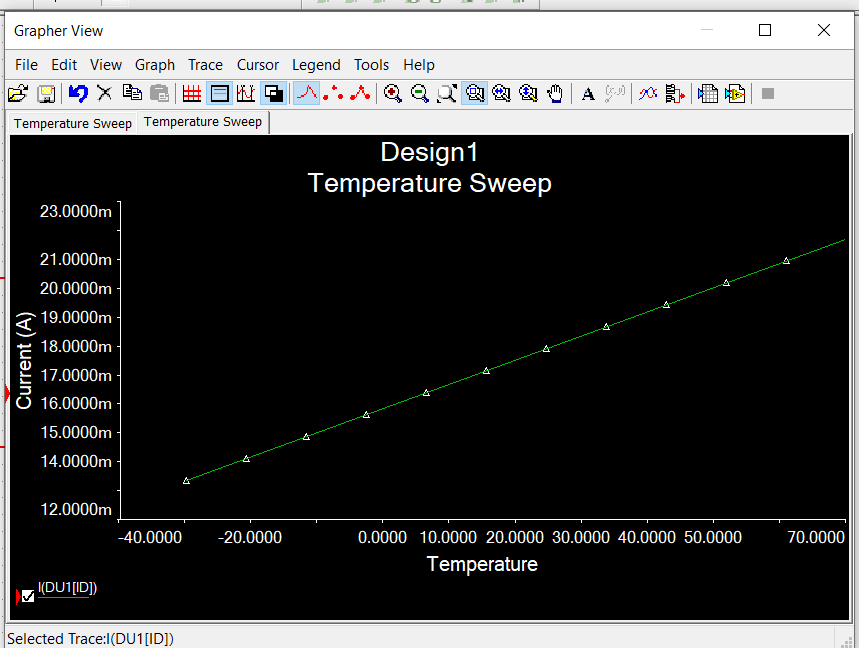 Grapher View
File Edit View Graph Trace Cursor Legend Tools Help
A
Temperature Sweep Temperature Sweep
Design1
Temperature Sweep
23.0000m
21.0000m
20.0000m
19.0000m
18.0000m
17.0000m
16.0000m
15.0000m
14.0000m
12.0000m
Current (A)
-40.0000 -20.0000 0.0000 10.0000 20.0000 30.0000 40.0000 50.0000 70.0000
Temperature
I(DU1[ID])
Selected Trace:I(DU1[ID])